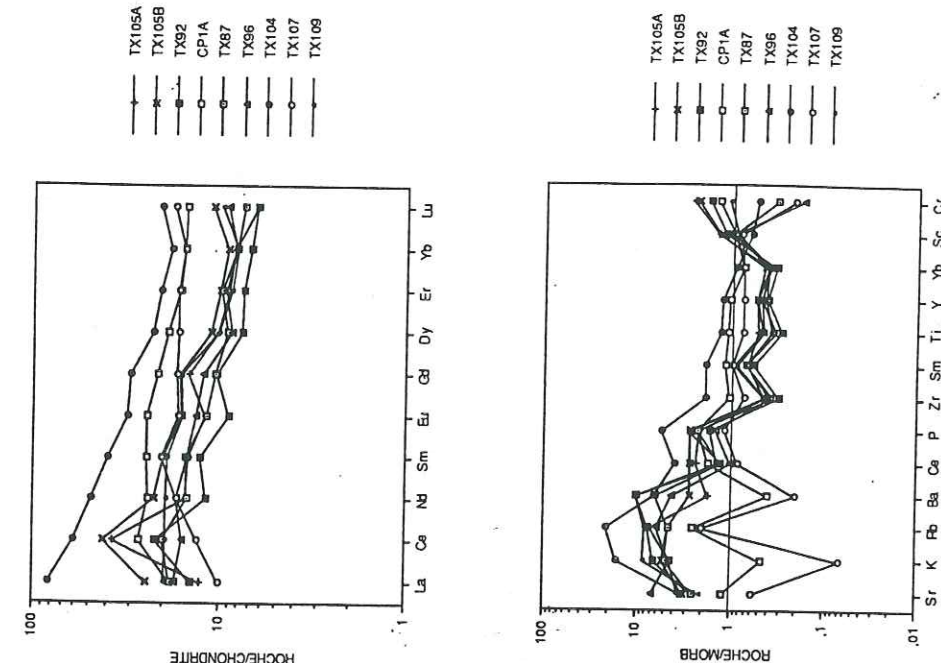 TX105A
TX105B
TX92
CP1A
TX87
TX96
TX104
TX107
TX109
100
10
1
.1
ROCHE/CHONDRITE
La
Ce
Nd
Sm
Eu
Gd
Dy
Er
Yb
Lu
TX105A
TX105B
TX92
CP1A
TX87
TX96
TX104
TX107
TX109
100
10
1
.1
.01
ROCHE/MORB
Sr
K
Rb
Ba
Ce
P
Zr
Sm
Ti
Y
Yb
Sc
Cr